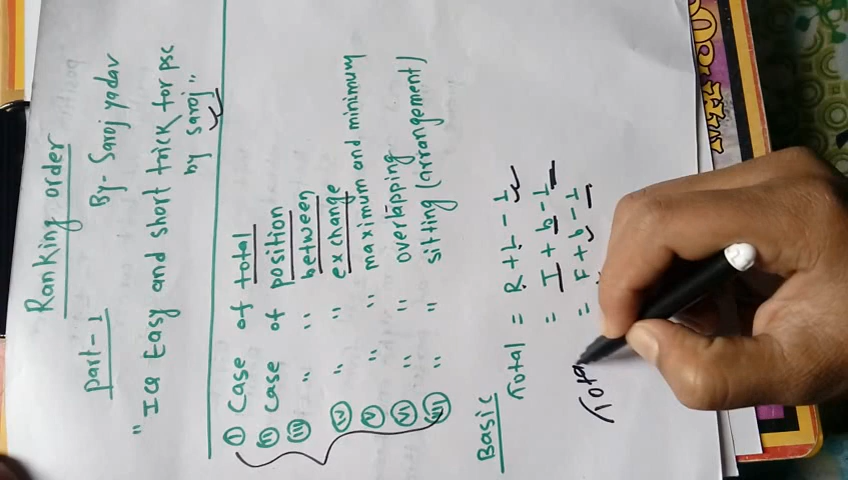 Ranking order
Part-1
By- Saroj yadav
"ICQ Easy and short trick for psc
by saroj"
① Case of total
② Case of position
③ " " between
④ " " exchange
⑤ " " maximum and minimum
⑥ " " overlapping
⑦ " " sitting (arrangement)
Basic
Total = R + L - 1
= T + b - 1
= F + b - 1
(Tota